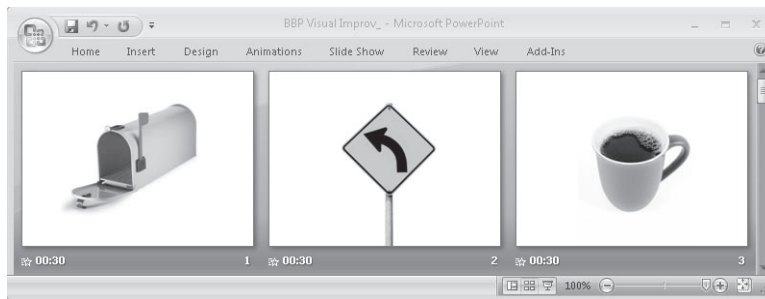 BBP Visual Improv_ - Microsoft PowerPoint
Home Insert Design Animations Slide Show Review View Add-Ins
00:30 1 00:30 2 00:30 3
100%